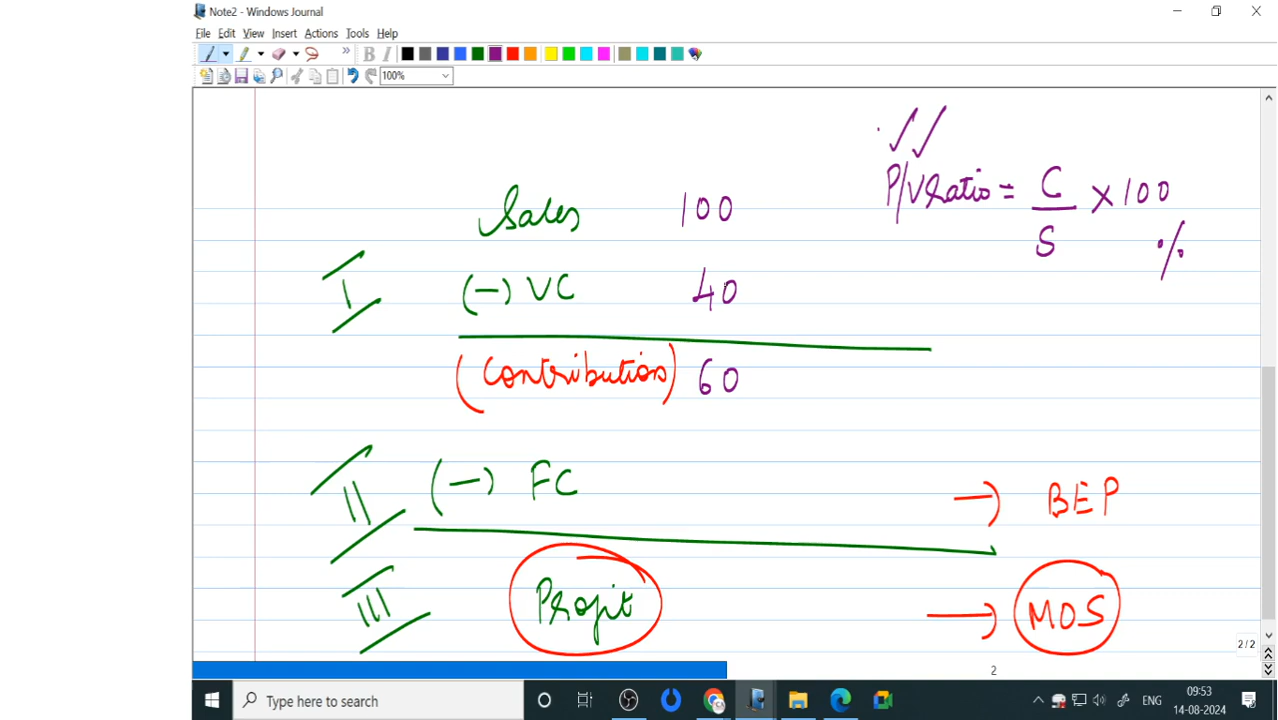 Note2 - Windows Journal
File Edit View Insert Actions Tools Help
» B I
100%
P/V Ratio = C/S × 100
%
Sales 100
I (-) VC 40
(Contribution) 60
II (-) FC
→ BEP
III Profit → MOS
2/2
2
Type here to search
ENG
09:53
14-08-2024